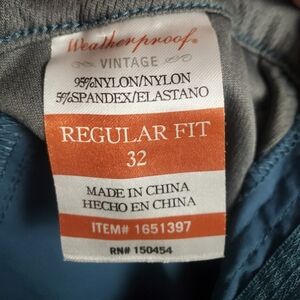 Weatherproof®
VINTAGE
95%NYLON/NYLON
5%SPANDEX/ELASTANO
REGULAR FIT
32
MADE IN CHINA
HECHO EN CHINA
ITEM# 1651397
RN# 150454